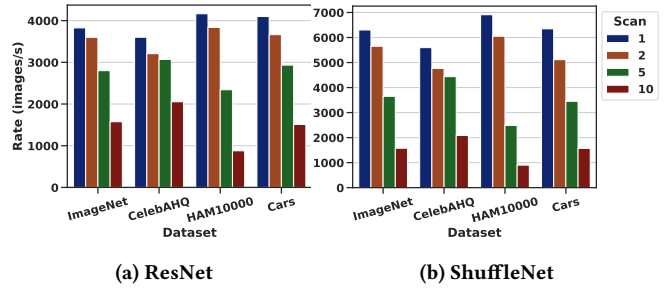 Rate (images/s)
4000
3000
2000
1000
0
ImageNet CelebAHQ HAM10000 Cars
Dataset
(a) ResNet
7000
6000
5000
4000
3000
2000
1000
0
ImageNet CelebAHQ HAM10000 Cars
Dataset
(b) ShuffleNet
Scan
1
2
5
10